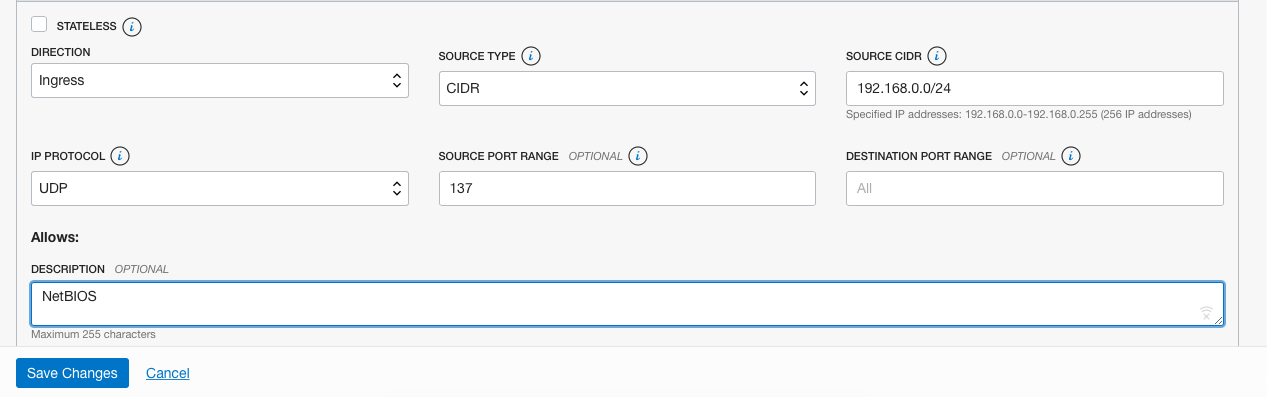 STATELESS i
DIRECTION
Ingress
SOURCE TYPE i
CIDR
SOURCE CIDR i
192.168.0.0/24
Specified IP addresses: 192.168.0.0-192.168.0.255 (256 IP addresses)
IP PROTOCOL i
UDP
SOURCE PORT RANGE OPTIONAL i
137
DESTINATION PORT RANGE OPTIONAL i
All
Allows:
DESCRIPTION OPTIONAL
NetBIOS
Maximum 255 characters
Save Changes Cancel